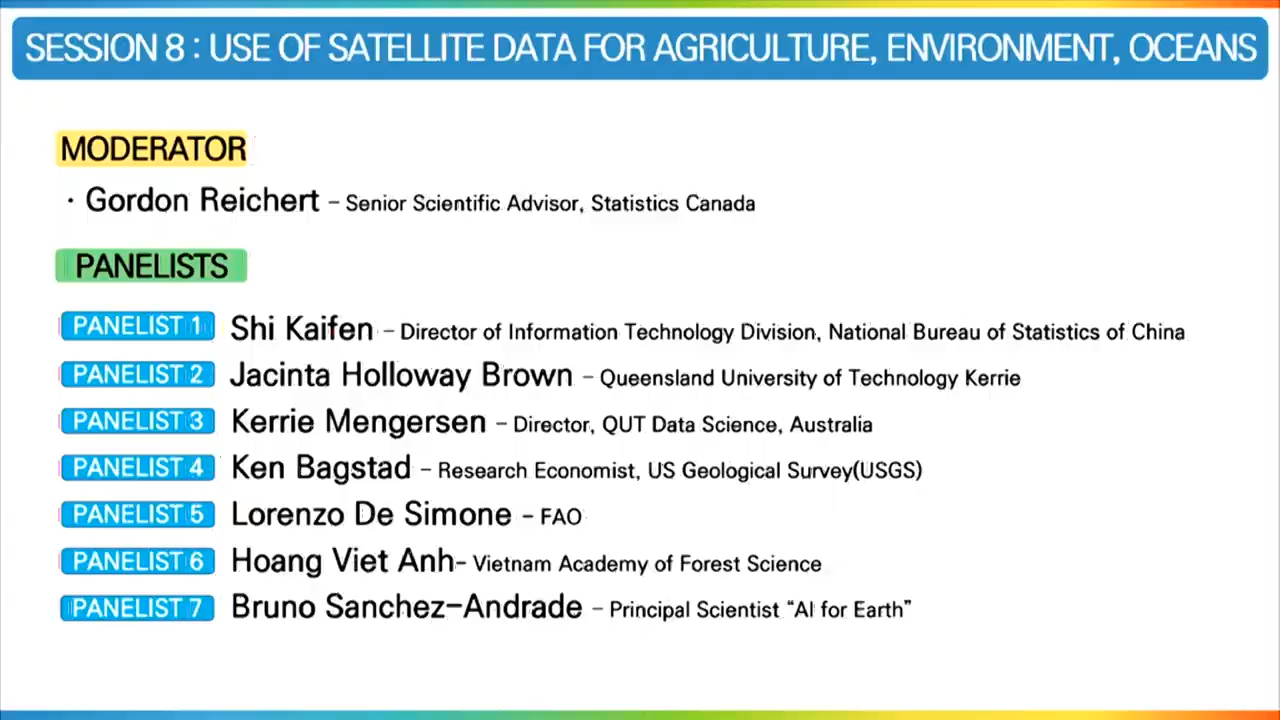 SESSION 8 : USE OF SATELLITE DATA FOR AGRICULTURE, ENVIRONMENT, OCEANS
MODERATOR
· Gordon Reichert – Senior Scientific Advisor, Statistics Canada
PANELISTS
PANELIST 1 Shi Kaifen – Director of Information Technology Division, National Bureau of Statistics of China
PANELIST 2 Jacinta Holloway Brown – Queensland University of Technology Kerrie
PANELIST 3 Kerrie Mengersen – Director, QUT Data Science, Australia
PANELIST 4 Ken Bagstad – Research Economist, US Geological Survey(USGS)
PANELIST 5 Lorenzo De Simone – FAO
PANELIST 6 Hoang Viet Anh– Vietnam Academy of Forest Science
PANELIST 7 Bruno Sanchez–Andrade – Principal Scientist “AI for Earth”